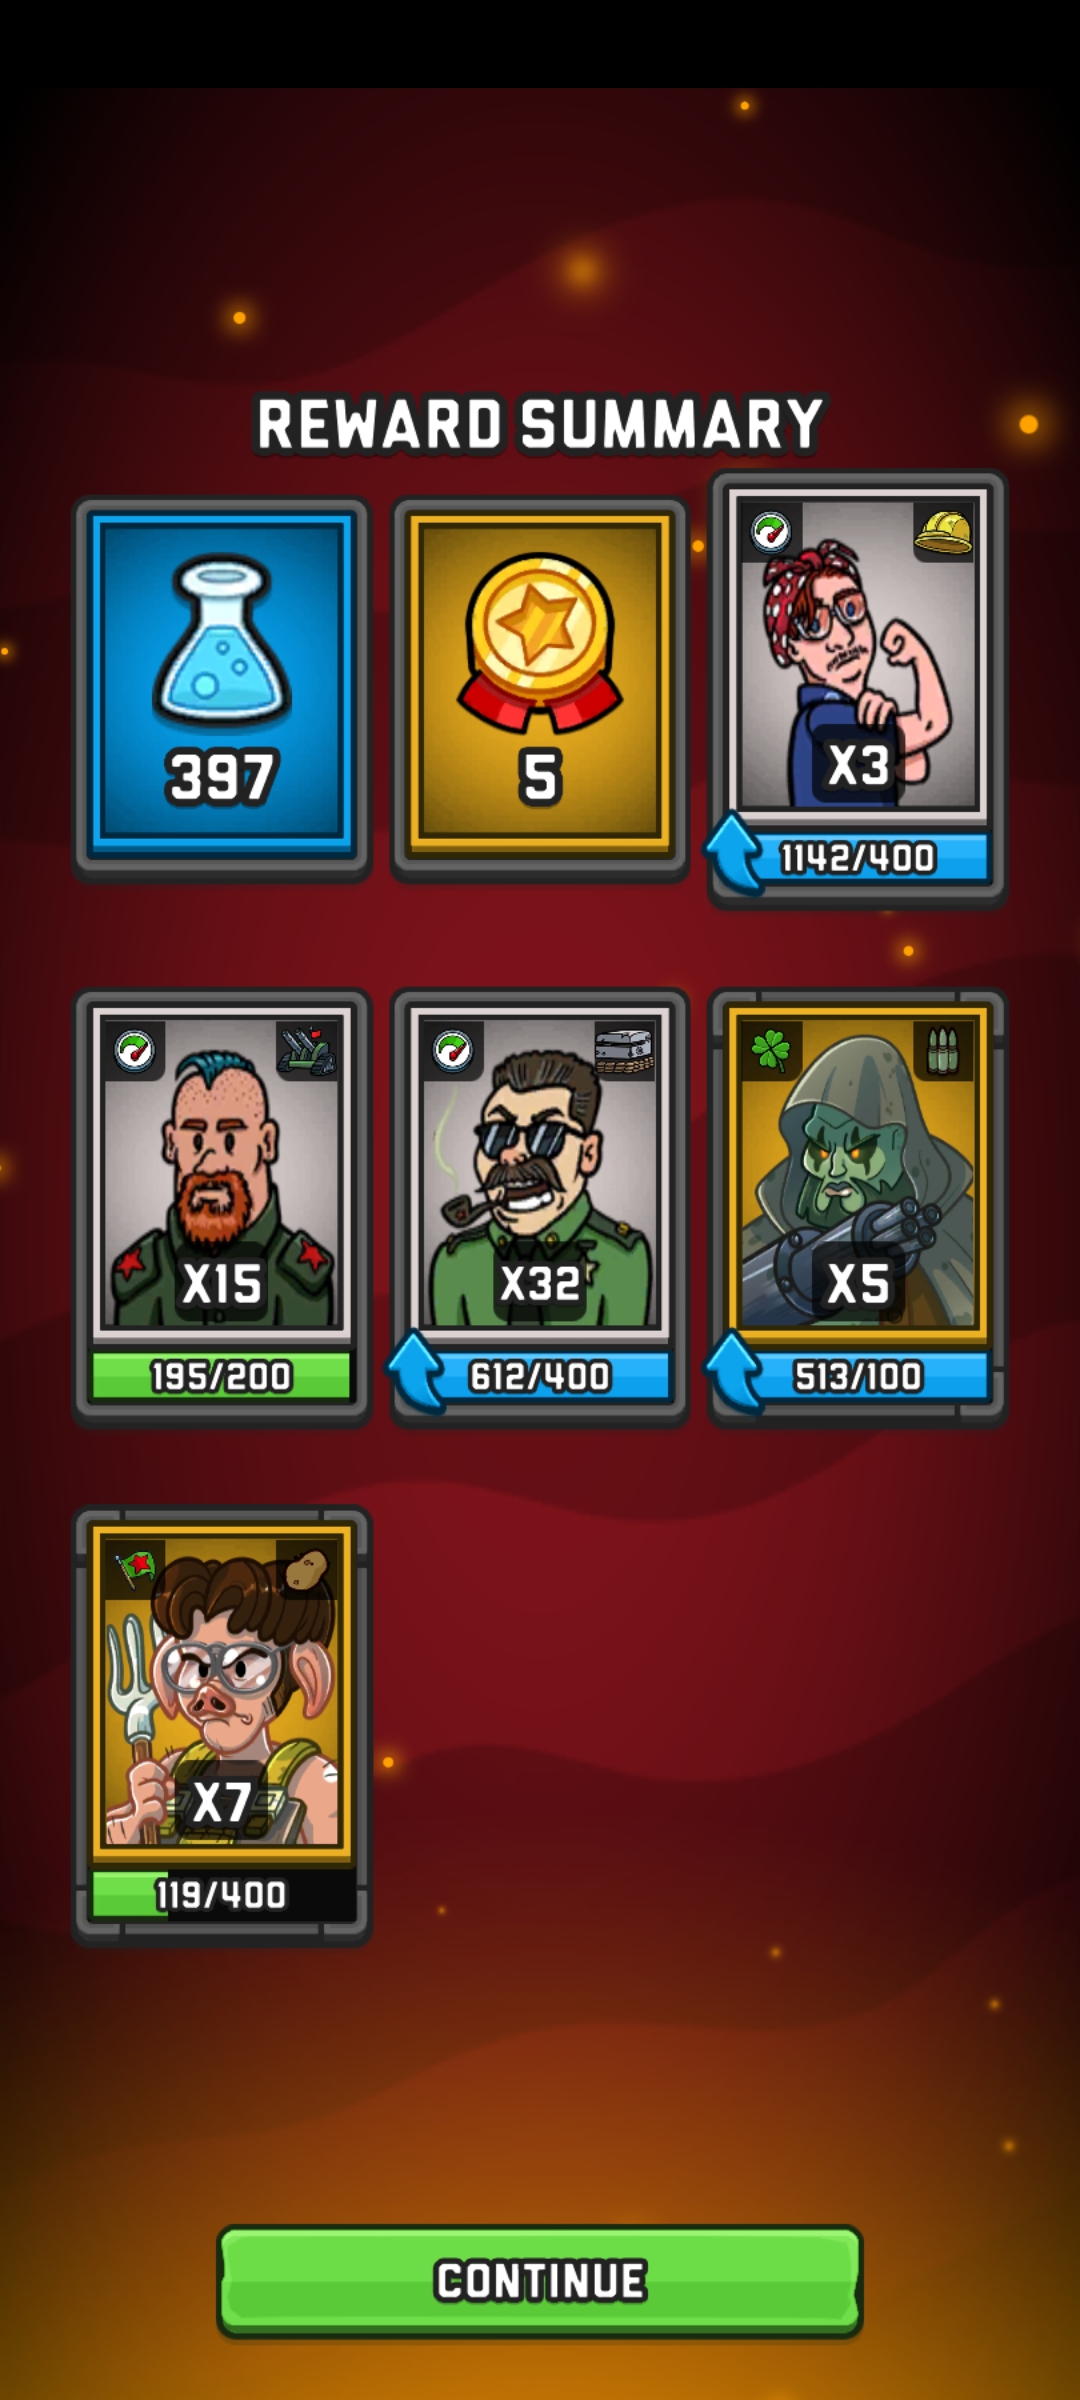 REWARD SUMMARY
397
5
X3
1142/400
X15
195/200
X32
612/400
X5
513/100
X7
119/400
CONTINUE